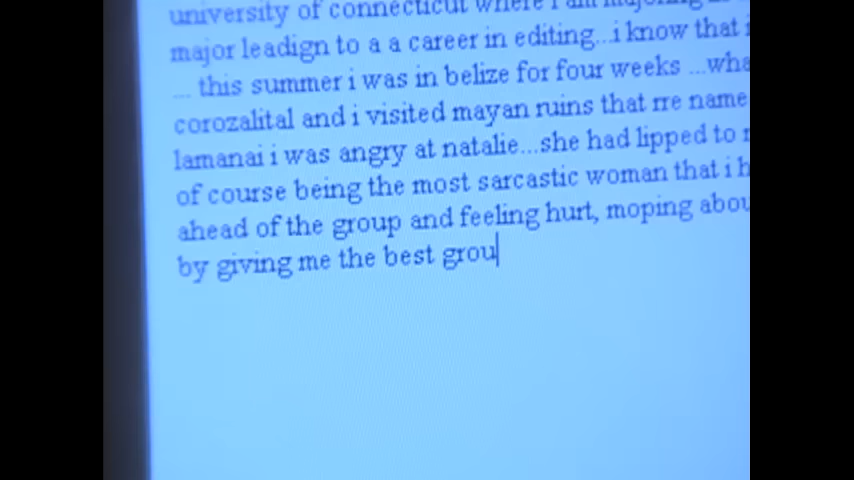 university of connecticut where i am majoring
major leadign to a a career in editing...i know that
... this summer i was in belize for four weeks ...wha
corozalital and i visited mayan ruins that rre name
lamanai i was angry at natalie...she had lipped to
of course being the most sarcastic woman that i h
ahead of the group and feeling hurt, moping abou
by giving me the best grou